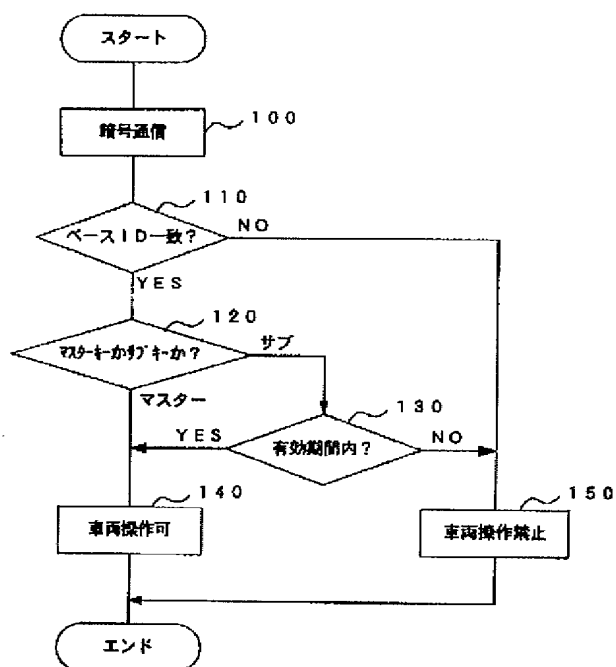 スタート
暗号通信
100
110
ベースID一致?
NO
YES
120
マスターキーかサブキーか?
サブ
マスター
130
YES
有効期間内?
NO
140
車両操作可
150
車両操作禁止
エンド